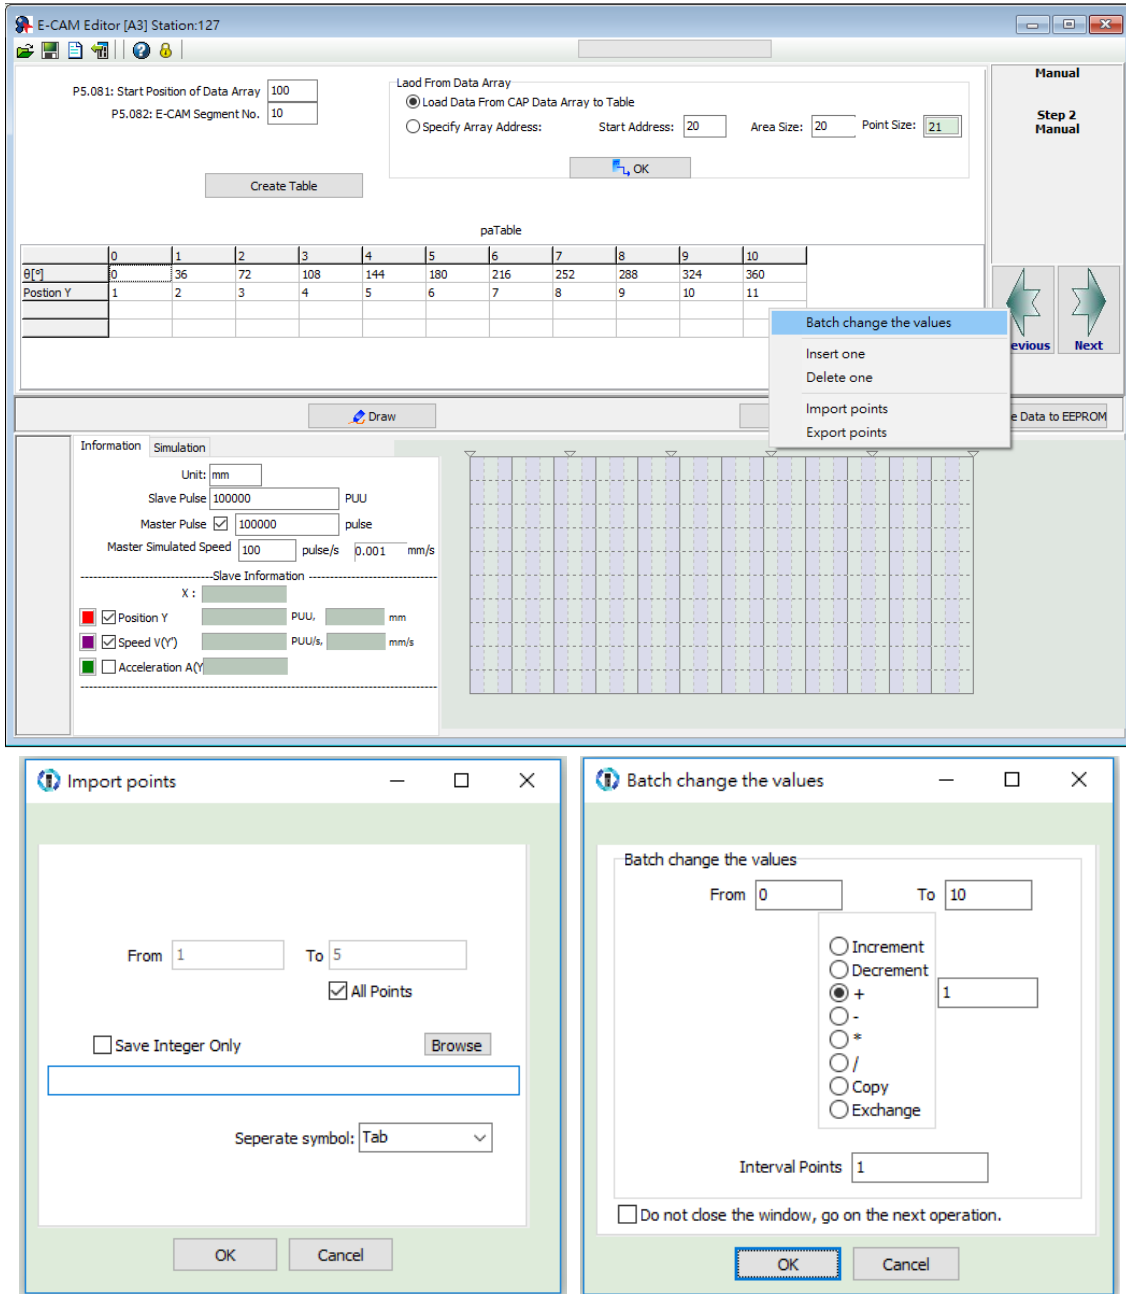 E-CAM Editor [A3] Station:127
Manual
Step 2
Manual
P5.081: Start Position of Data Array 100
P5.082: E-CAM Segment No. 10
Create Table
Laod From Data Array
Load Data From CAP Data Array to Table
Specify Array Address: Start Address: 20 Area Size: 20 Point Size: 21
OK
paTable
0 1 2 3 4 5 6 7 8 9 10
θ[°] 0 36 72 108 144 180 216 252 288 324 360
Postion Y 1 2 3 4 5 6 7 8 9 10 11
Batch change the values
Insert one
Delete one
Import points
Export points
evious Next
Draw
e Data to EEPROM
Information Simulation
Unit: mm
Slave Pulse 100000 PUU
Master Pulse 100000 pulse
Master Simulated Speed 100 pulse/s 0.001 mm/s
Slave Information
X :
Position Y PUU, mm
Speed V(Y') PUU/s, mm/s
Acceleration A(Y
Import points
From 1 To 5
All Points
Save Integer Only Browse
Seperate symbol: Tab
OK Cancel
Batch change the values
Batch change the values
From 0 To 10
Increment
Decrement
+ 1
-
*
/
Copy
Exchange
Interval Points 1
Do not close the window, go on the next operation.
OK Cancel